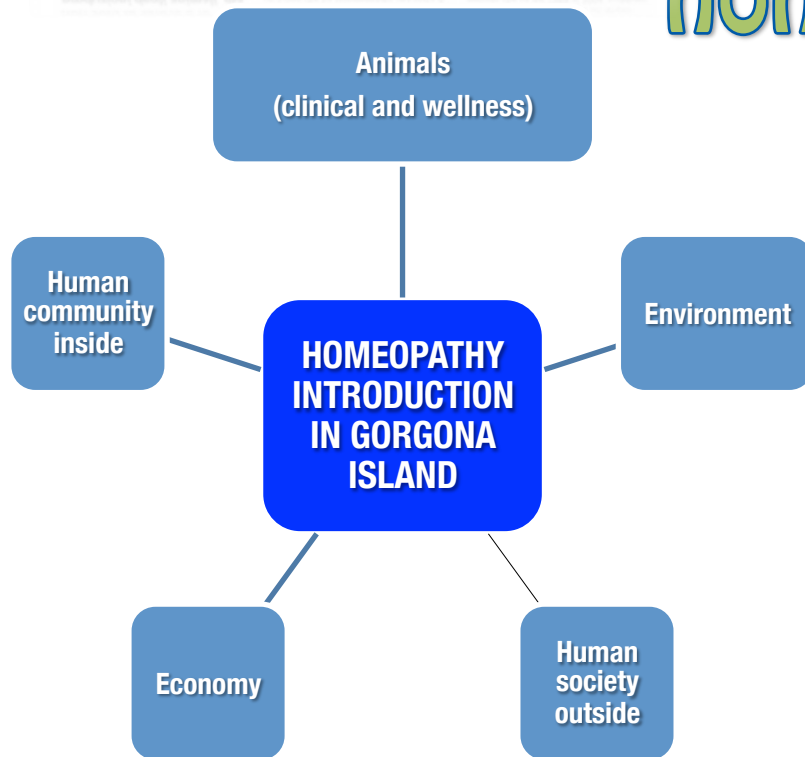 Animals
(clinical and wellness)
Human
community
inside
Environment
HOMEOPATHY
INTRODUCTION
IN GORGONA
ISLAND
Economy
Human
society
outside